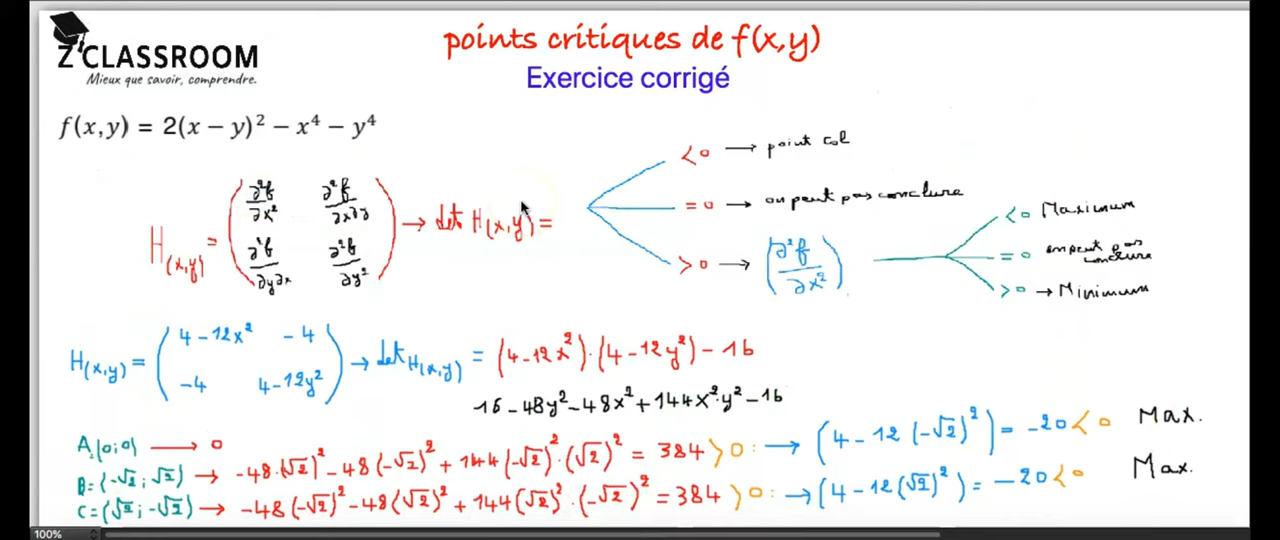 Z'CLASSROOM
Mieux que savoir, comprendre.
points critiques de f(x,y)
Exercice corrigé
f(x,y) = 2(x − y)² − x⁴ − y⁴
H(x,y) = ( ∂²f/∂x² ∂²f/∂x∂y
∂²f/∂y∂x ∂²f/∂y² ) → det H(x,y) =
< 0 → point col
= 0 → on peut pas conclure
> 0 → (∂²f/∂x²)
< 0 Maximum
= 0 on peut pas conclure
> 0 → Minimum
H(x,y) = ( 4 − 12x² − 4
−4 4 − 12y² ) → det H(x,y) = (4 − 12x²)·(4 − 12y²) − 16
16 − 48y² − 48x² + 144x²·y² − 16
A(0;0) → 0
B = (−√2 ; √2) → −48·(√2)² − 48(−√2)² + 144(−√2)²·(√2)² = 384 > 0 : → (4 − 12(−√2)²) = −20 < 0 Max.
C = (√2 ; −√2) → −48(−√2)² − 48(√2)² + 144(√2)²·(−√2)² = 384 > 0 : → (4 − 12(√2)²) = −20 < 0 Max.
100%